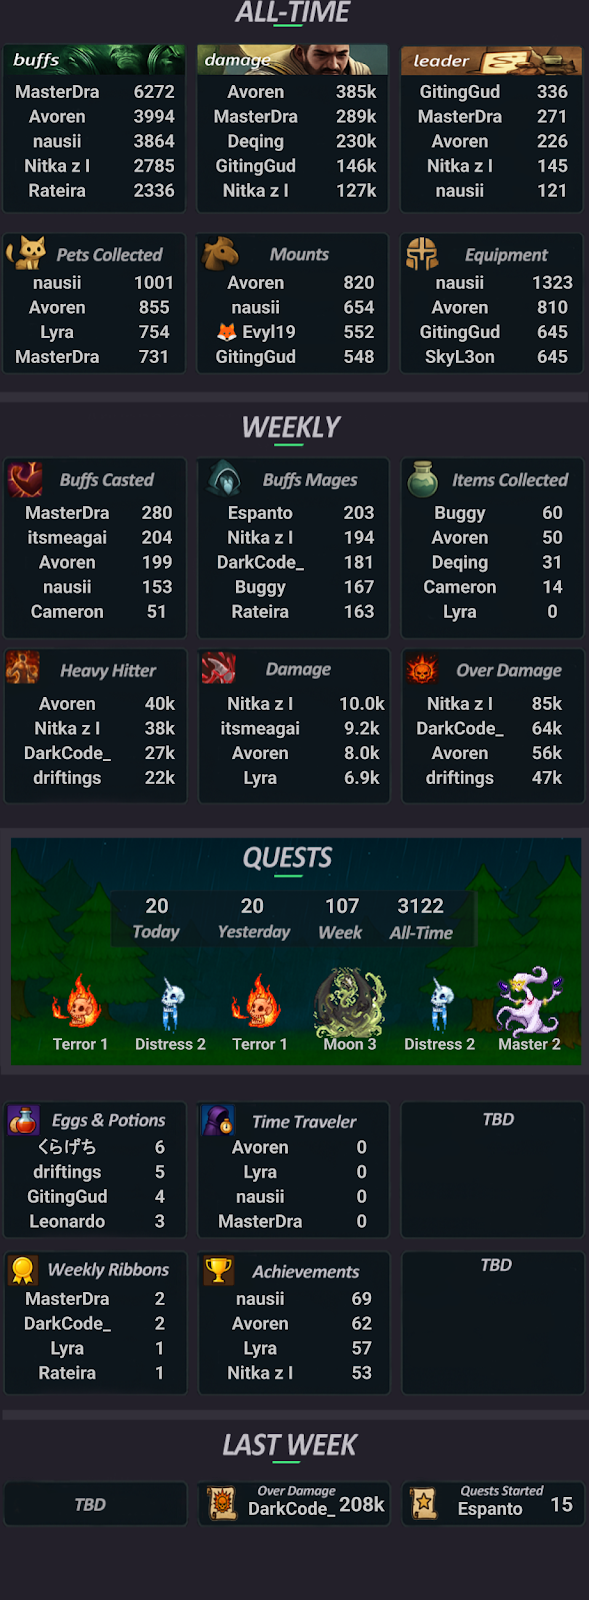 ALL-TIME
buffs
MasterDra 6272
Avoren 3994
nausii 3864
Nitka z l 2785
Rateira 2336
damage
Avoren 385k
MasterDra 289k
Deqing 230k
GitingGud 146k
Nitka z l 127k
leader
GitingGud 336
MasterDra 271
Avoren 226
Nitka z l 145
nausii 121
Pets Collected
nausii 1001
Avoren 855
Lyra 754
MasterDra 731
Mounts
Avoren 820
nausii 654
🦊 Evyl19 552
GitingGud 548
Equipment
nausii 1323
Avoren 810
GitingGud 645
SkyL3on 645
WEEKLY
Buffs Casted
MasterDra 280
itsmeagai 204
Avoren 199
nausii 153
Cameron 51
Buffs Mages
Espanto 203
Nitka z l 194
DarkCode_ 181
Buggy 167
Rateira 163
Items Collected
Buggy 60
Avoren 50
Deqing 31
Cameron 14
Lyra 0
Heavy Hitter
Avoren 40k
Nitka z l 38k
DarkCode_ 27k
driftings 22k
Damage
Nitka z l 10.0k
itsmeagai 9.2k
Avoren 8.0k
Lyra 6.9k
Over Damage
Nitka z l 85k
DarkCode_ 64k
Avoren 56k
driftings 47k
QUESTS
20 20 107 3122
Today Yesterday Week All-Time
Terror 1 Distress 2 Terror 1 Moon 3 Distress 2 Master 2
Eggs & Potions
くらげち 6
driftings 5
GitingGud 4
Leonardo 3
Time Traveler
Avoren 0
Lyra 0
nausii 0
MasterDra 0
TBD
Weekly Ribbons
MasterDra 2
DarkCode_ 2
Lyra 1
Rateira 1
Achievements
nausii 69
Avoren 62
Lyra 57
Nitka z l 53
TBD
LAST WEEK
TBD
Over Damage
DarkCode_ 208k
Quests Started
Espanto 15